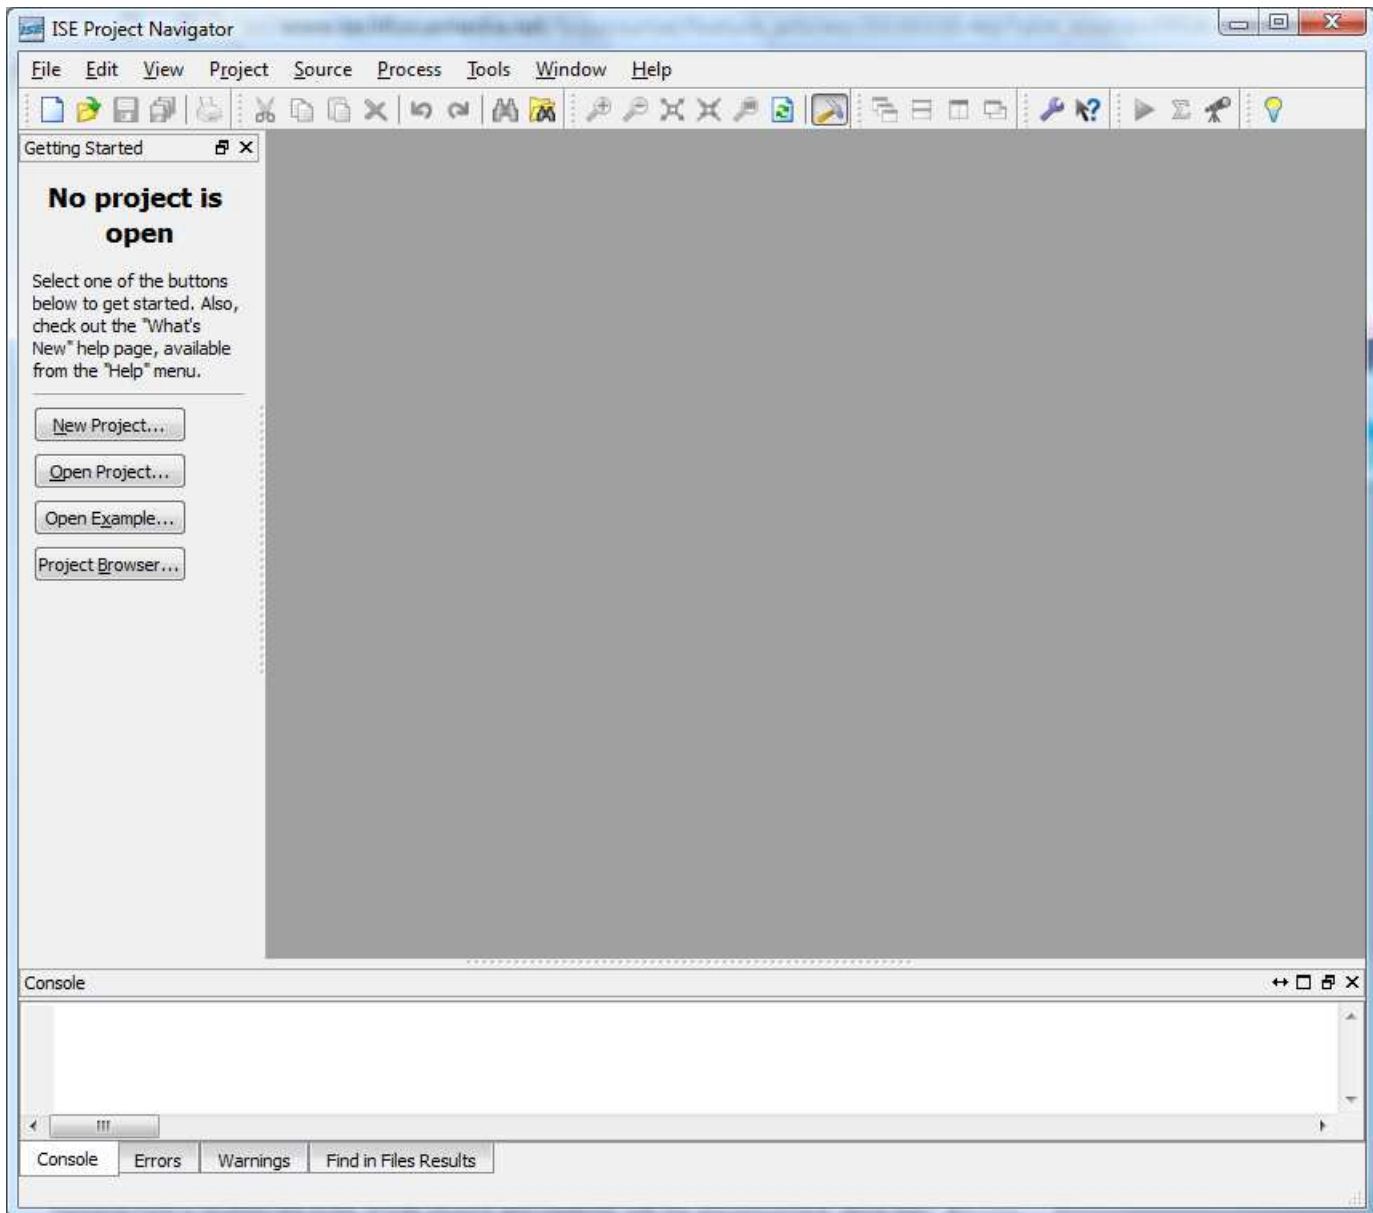 ISE Project Navigator
File Edit View Project Source Process Tools Window Help
Getting Started
No project is
open
Select one of the buttons
below to get started. Also,
check out the "What's
New" help page, available
from the "Help" menu.
New Project...
Open Project...
Open Example...
Project Browser...
Console
Console Errors Warnings Find in Files Results